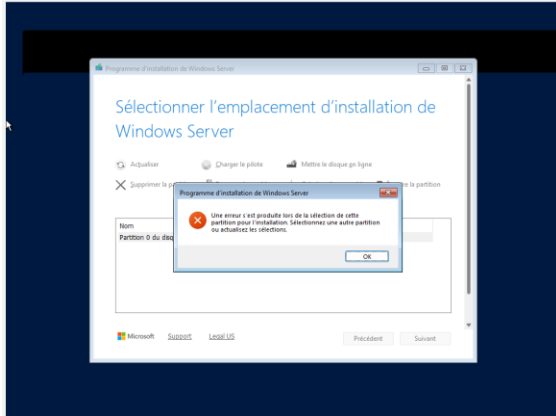 Programme d'installation de Windows Server
Sélectionner l'emplacement d'installation de
Windows Server
Actualiser
Charger le pilote
Mettre le disque en ligne
Supprimer la
la partition
Programme d'installation de Windows Server
Une erreur s'est produite lors de la sélection de cette
partition pour l'installation. Sélectionnez une autre partition
ou actualisez les sélections.
OK
Nom
Partition 0 du
Microsoft
Support
Legal US
Précédent
Suivant